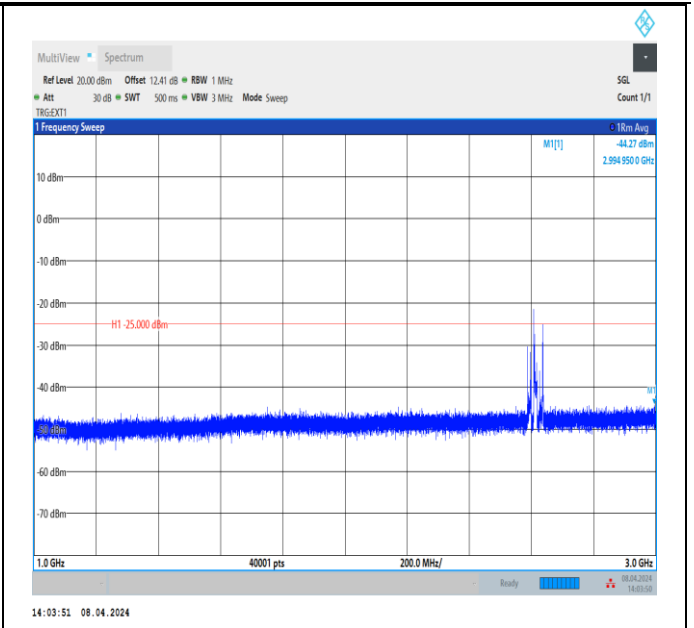 MultiView Spectrum
Ref Level 20.00 dBm Offset 12.41 dB RBW 1 MHz SGL
Att 30 dB SWT 500 ms VBW 3 MHz Mode Sweep Count 1/1
TRG:EXT1
1 Frequency Sweep 1Rm Avg
M1[1] -44.27 dBm
2.994 950 0 GHz
10 dBm
0 dBm
-10 dBm
-20 dBm
H1 -25.000 dBm
-30 dBm
-40 dBm
M1
-50 dBm
-60 dBm
-70 dBm
1.0 GHz 40001 pts 200.0 MHz/ 3.0 GHz
Ready 08.04.2024
14:03:50
14:03:51 08.04.2024